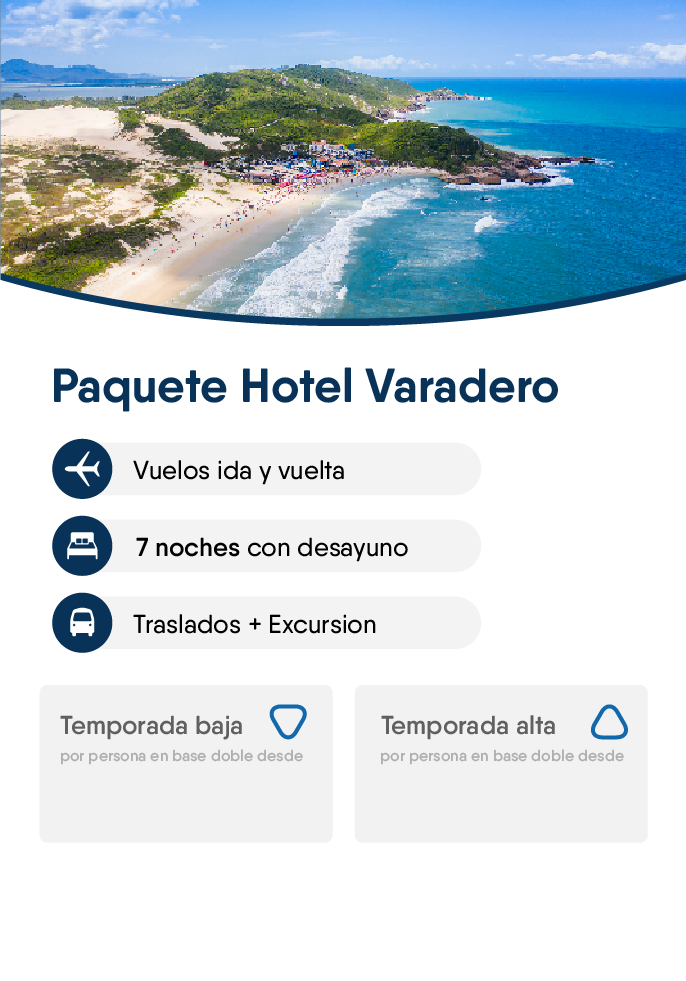 Paquete Hotel Varadero
Vuelos ida y vuelta
7 noches con desayuno
Traslados + Excursion
Temporada baja
por persona en base doble desde
Temporada alta
por persona en base doble desde